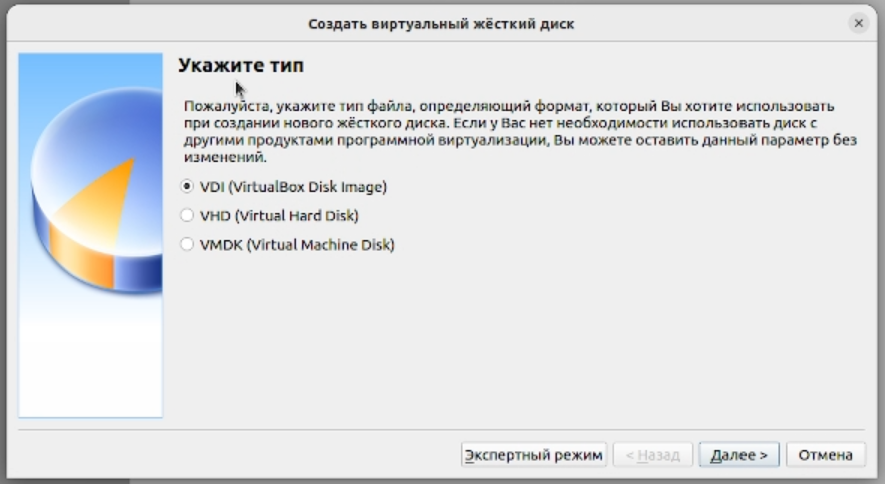 Создать виртуальный жёсткий диск
Укажите тип
Пожалуйста, укажите тип файла, определяющий формат, который Вы хотите использовать
при создании нового жёсткого диска. Если у Вас нет необходимости использовать диск с
другими продуктами программной виртуализации, Вы можете оставить данный параметр без
изменений.
VDI (VirtualBox Disk Image)
VHD (Virtual Hard Disk)
VMDK (Virtual Machine Disk)
Экспертный режим < Назад Далее > Отмена